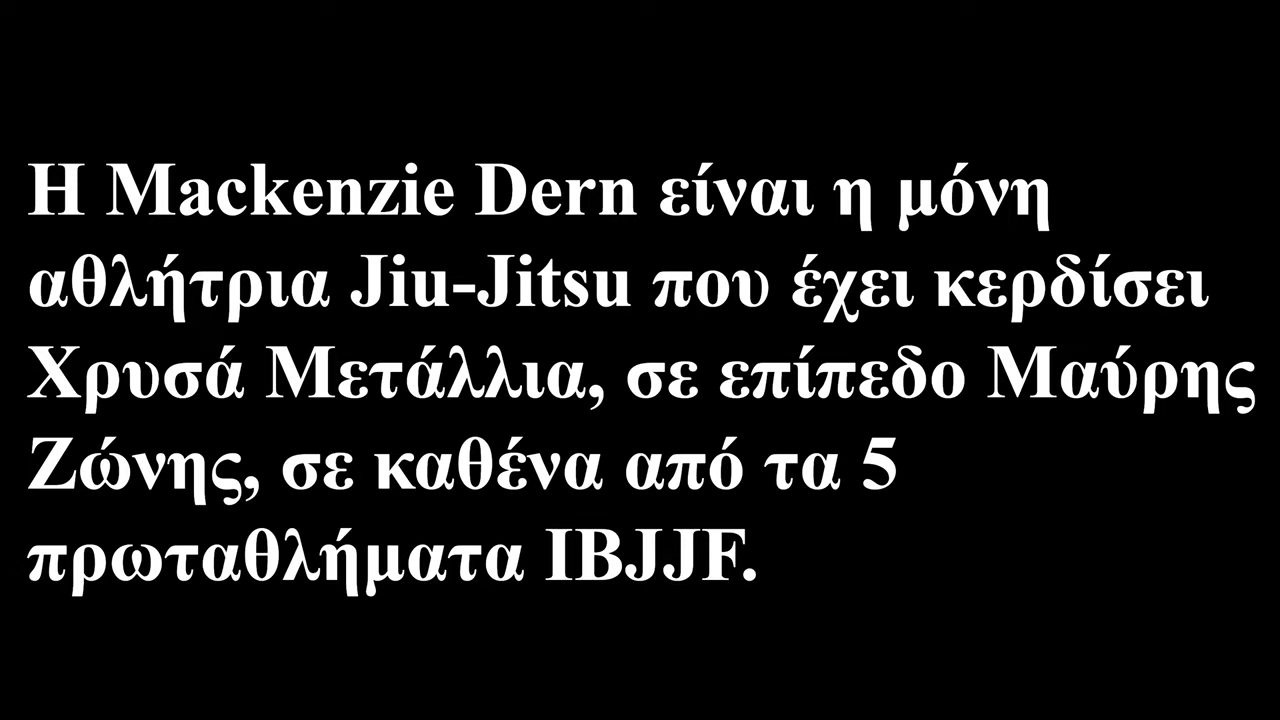 Η Mackenzie Dern είναι η μόνη
αθλήτρια Jiu-Jitsu που έχει κερδίσει
Χρυσά Μετάλλια, σε επίπεδο Μαύρης
Ζώνης, σε καθένα από τα 5
πρωταθλήματα IBJJF.